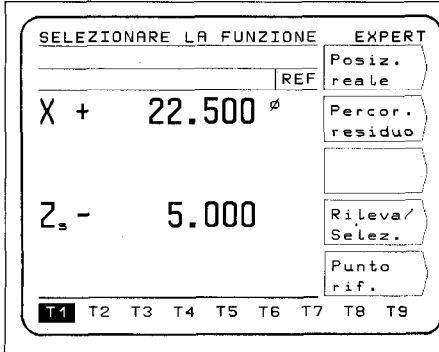 SELEZIONARE LA FUNZIONE EXPERT
Posiz.
reale
REF
X + 22.500 ø
Percor.
residuo
Zs - 5.000
Rileva/
Selez.
Punto
rif.
T1 T2 T3 T4 T5 T6 T7 T8 T9